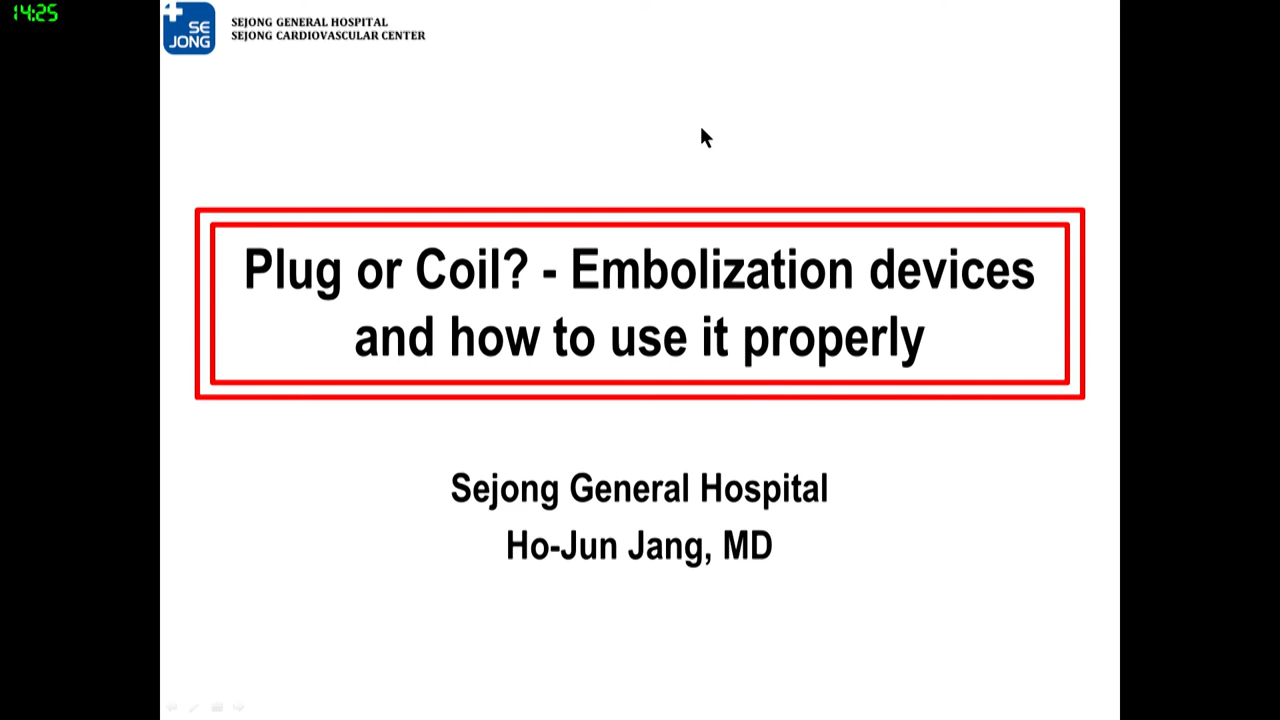 14:25
SE
JONG
SEJONG GENERAL HOSPITAL
SEJONG CARDIOVASCULAR CENTER
Plug or Coil? - Embolization devices
and how to use it properly
Sejong General Hospital
Ho-Jun Jang, MD